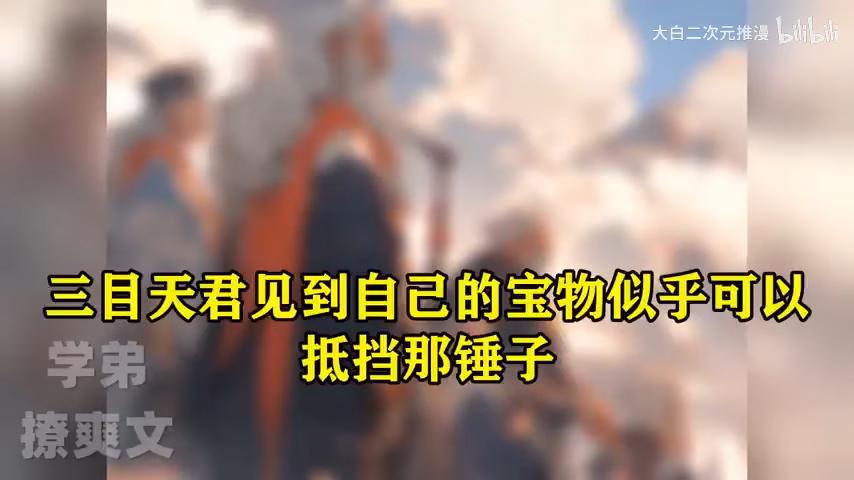 大白二次元推漫 bilibili
三目天君见到自己的宝物似乎可以
抵挡那锤子
学弟
撩爽文